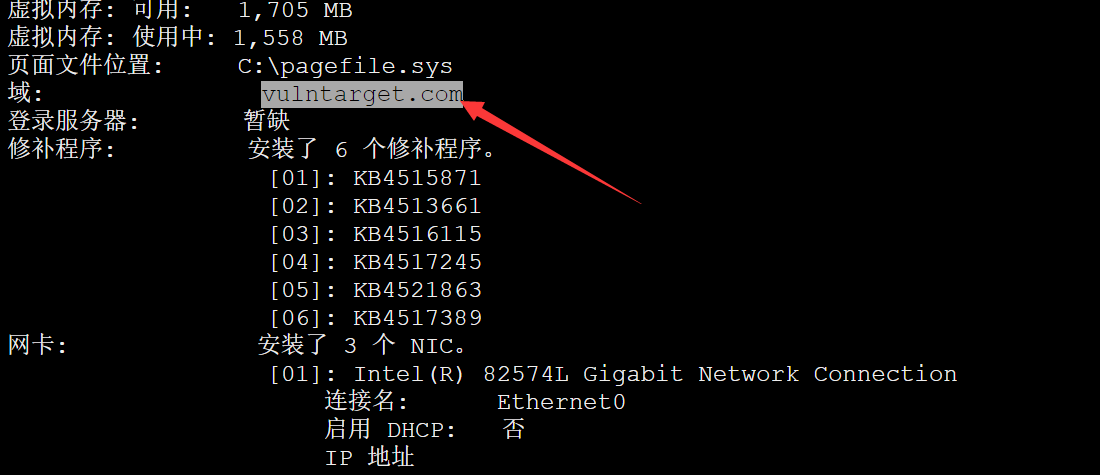 虚拟内存: 可用: 1,705 MB
虚拟内存: 使用中: 1,558 MB
页面文件位置: C:\pagefile.sys
域: vulntarget.com
登录服务器: 暂缺
修补程序: 安装了 6 个修补程序。
[01]: KB4515871
[02]: KB4513661
[03]: KB4516115
[04]: KB4517245
[05]: KB4521863
[06]: KB4517389
网卡: 安装了 3 个 NIC。
[01]: Intel(R) 82574L Gigabit Network Connection
连接名: Ethernet0
启用 DHCP: 否
IP 地址